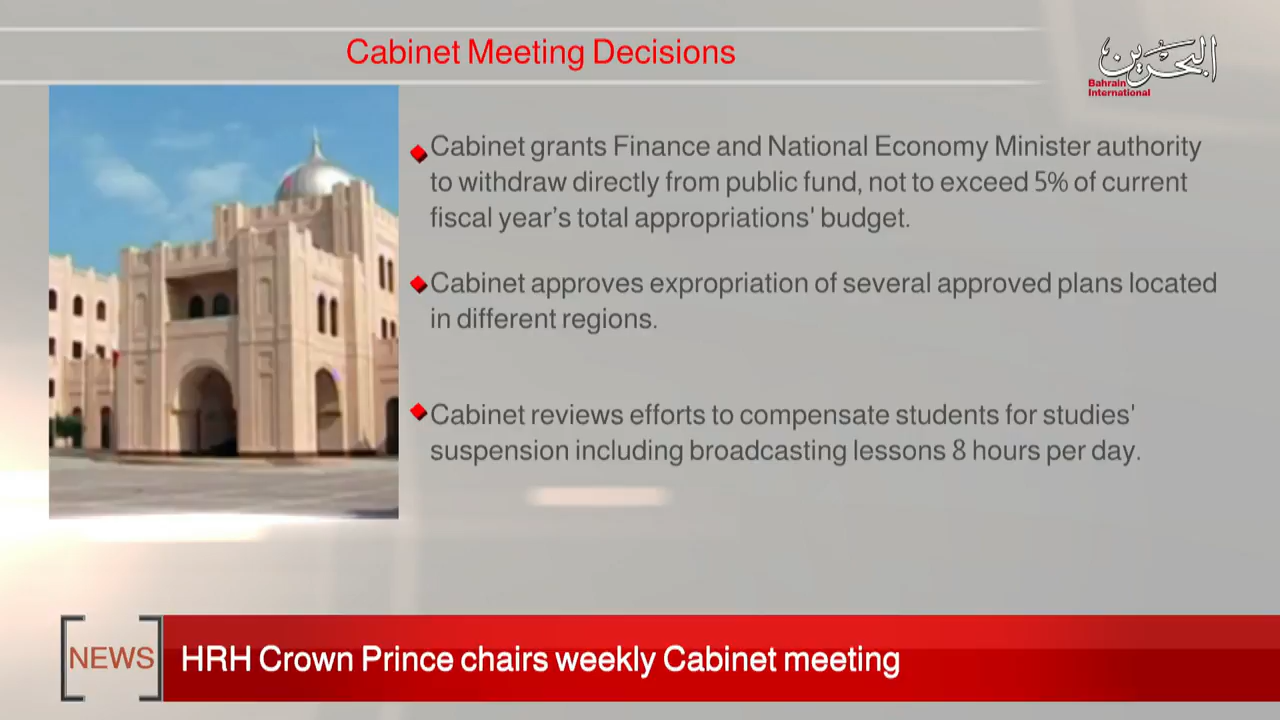 Cabinet Meeting Decisions
البحرين
Bahrain
International
Cabinet grants Finance and National Economy Minister authority
to withdraw directly from public fund, not to exceed 5% of current
fiscal year’s total appropriations' budget.
Cabinet approves expropriation of several approved plans located
in different regions.
Cabinet reviews efforts to compensate students for studies'
suspension including broadcasting lessons 8 hours per day.
NEWS
HRH Crown Prince chairs weekly Cabinet meeting